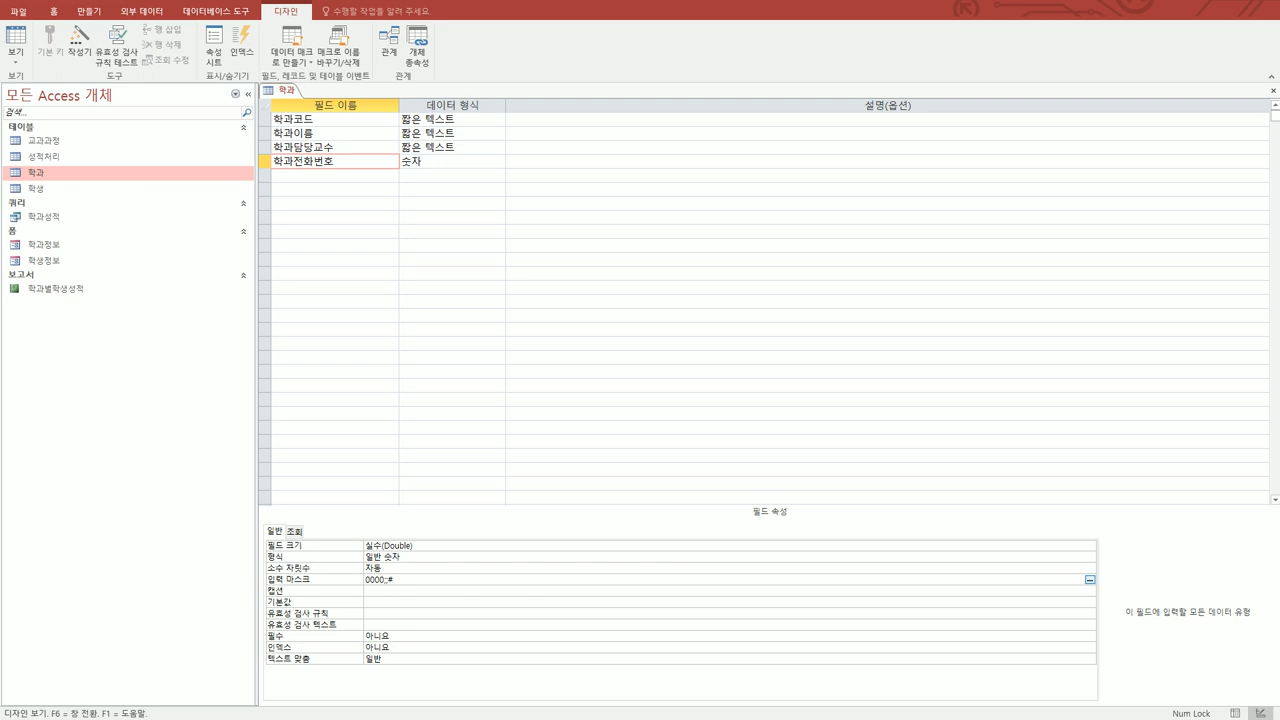 파일 홈 만들기 외부 데이터 데이터베이스 도구 디자인 수행할 작업을 알려 주세요.
보기
기본 키
작성기
유효성 검사
규칙 테스트
행 삽입
행 삭제
조회 수정
속성
시트
인덱스
데이터 매크
로 만들기
매크로 이름
바꾸기/삭제
관계
개체
종속성
보기 도구 표시/숨기기 필드, 레코드 및 테이블 이벤트 관계
모든 Access 개체
검색...
테이블
교과과정
성적처리
학과
학생
쿼리
학과성적
폼
학과정보
학생정보
보고서
학과별학생성적
학과
필드 이름 데이터 형식 설명(옵션)
학과코드 짧은 텍스트
학과이름 짧은 텍스트
학과담당교수 짧은 텍스트
학과전화번호 숫자
필드 속성
일반 조회
필드 크기 실수(Double)
형식 일반 숫자
소수 자릿수 자동
입력 마스크 0000;;#
캡션
기본값
유효성 검사 규칙
유효성 검사 텍스트
필수 아니요
인덱스 아니요
텍스트 맞춤 일반
이 필드에 입력할 모든 데이터 유형
디자인 보기. F6 = 창 전환. F1 = 도움말.
Num Lock